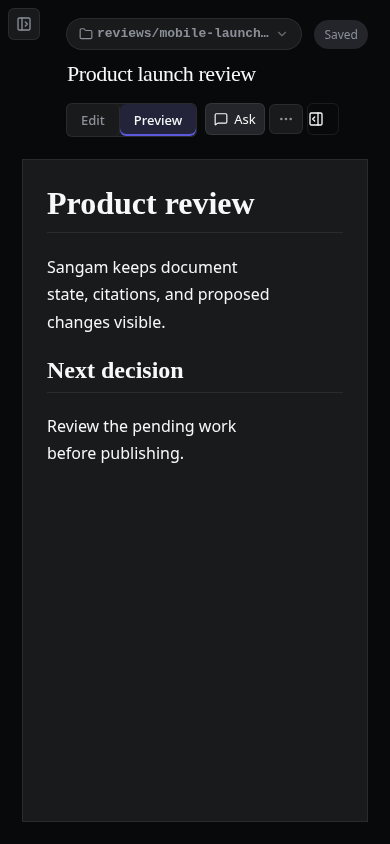 reviews/mobile-launch…
Saved
Product launch review
Edit
Preview
Ask
Product review
Sangam keeps document
state, citations, and proposed
changes visible.
Next decision
Review the pending work
before publishing.